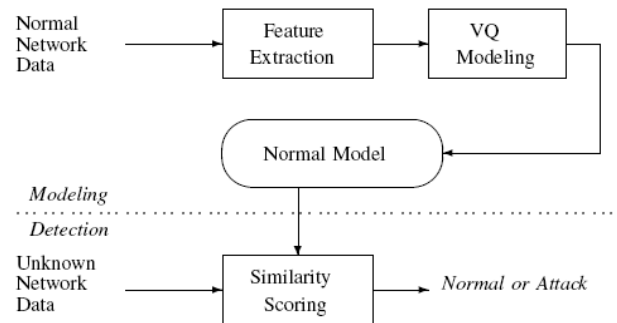 Normal
Network
Data
Feature
Extraction
VQ
Modeling
Normal Model
Modeling
Detection
Unknown
Network
Data
Similarity
Scoring
Normal or Attack